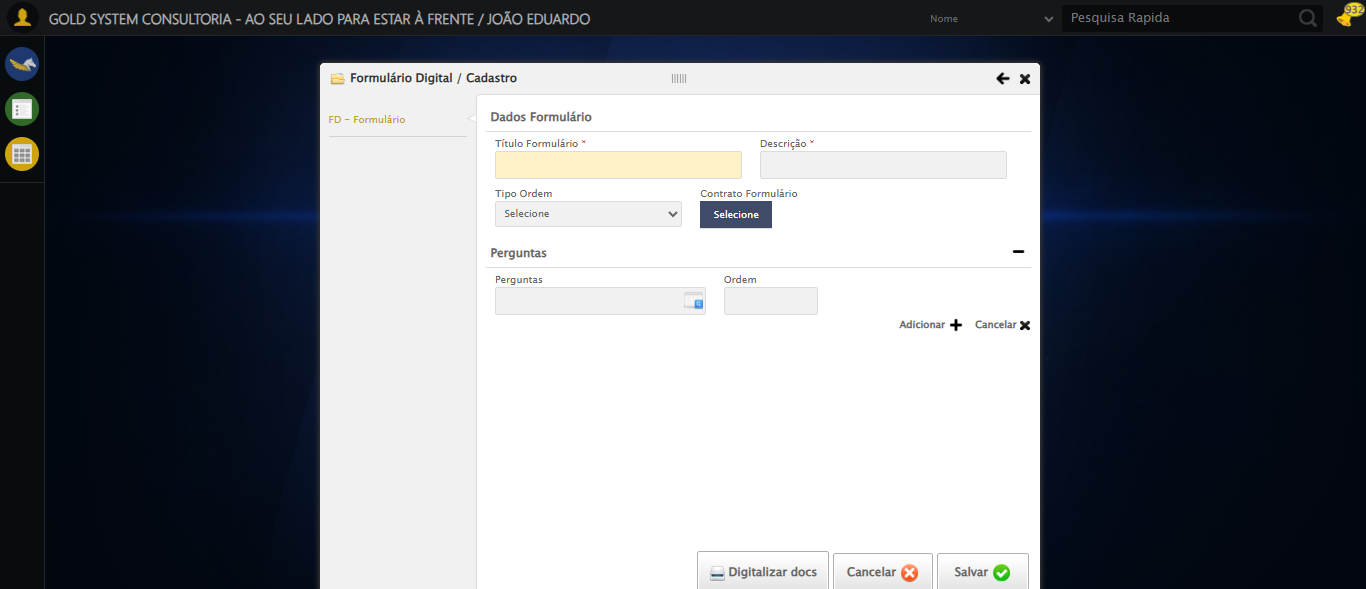 GOLD SYSTEM CONSULTORIA - AO SEU LADO PARA ESTAR À FRENTE / JOÃO EDUARDO
Nome
Pesquisa Rapida
932
Formulário Digital / Cadastro
FD - Formulário
Dados Formulário
Título Formulário *
Descrição *
Tipo Ordem
Contrato Formulário
Selecione
Selecione
Perguntas
Perguntas
Ordem
Adicionar
Cancelar
Digitalizar docs
Cancelar
Salvar